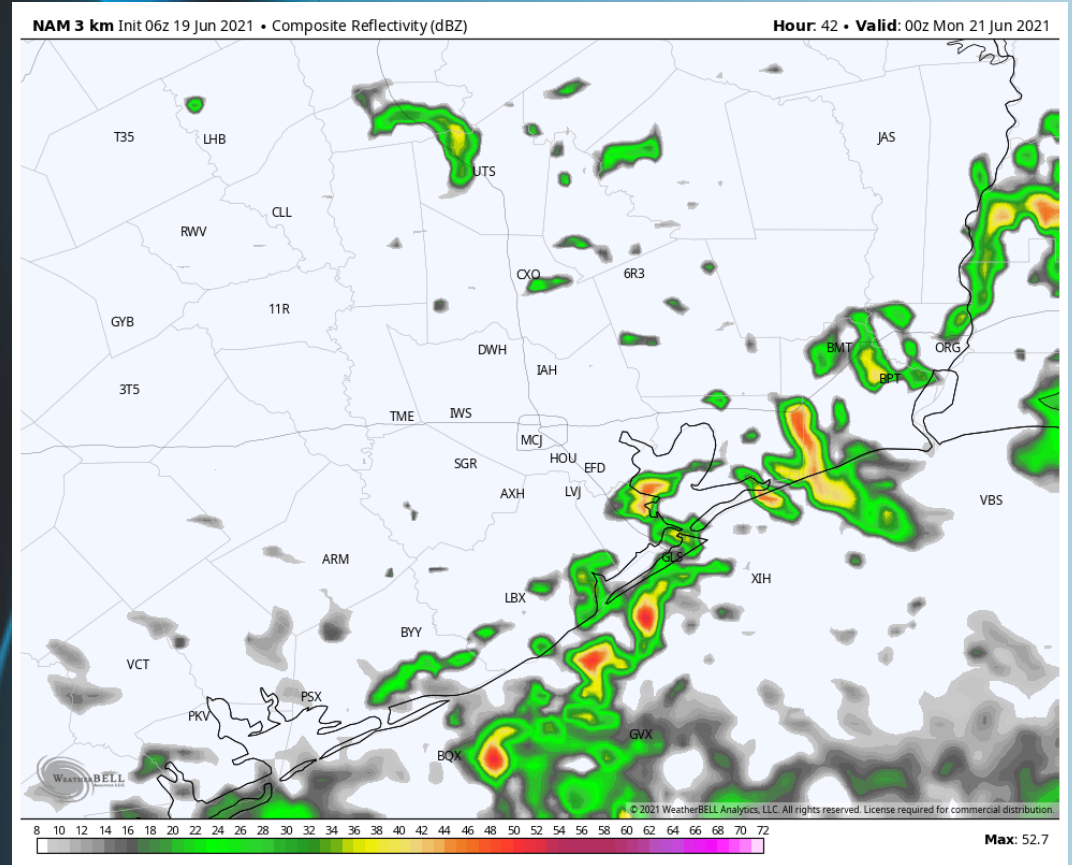 NAM 3 km Init 06z 19 Jun 2021 • Composite Reflectivity (dBZ) Hour: 42 • Valid: 00z Mon 21 Jun 2021
T35 LHB JAS
UTS
CLL
RWV
CXO 6R3
11R
GYB
BMT ORG
DWH
IAH
BPT
3T5
TME IWS
MCJ
HOU
SGR EFD
AXH LVJ
VBS
GLS
ARM
XIH
LBX
BYY
VCT
PSX
PKV
GVX
BQX
WEATHERBELL
© 2021 WeatherBELL Analytics, LLC. All rights reserved. License required for commercial distribution.
8 10 12 14 16 18 20 22 24 26 28 30 32 34 36 38 40 42 44 46 48 50 52 54 56 58 60 62 64 66 68 70 72
Max: 52.7